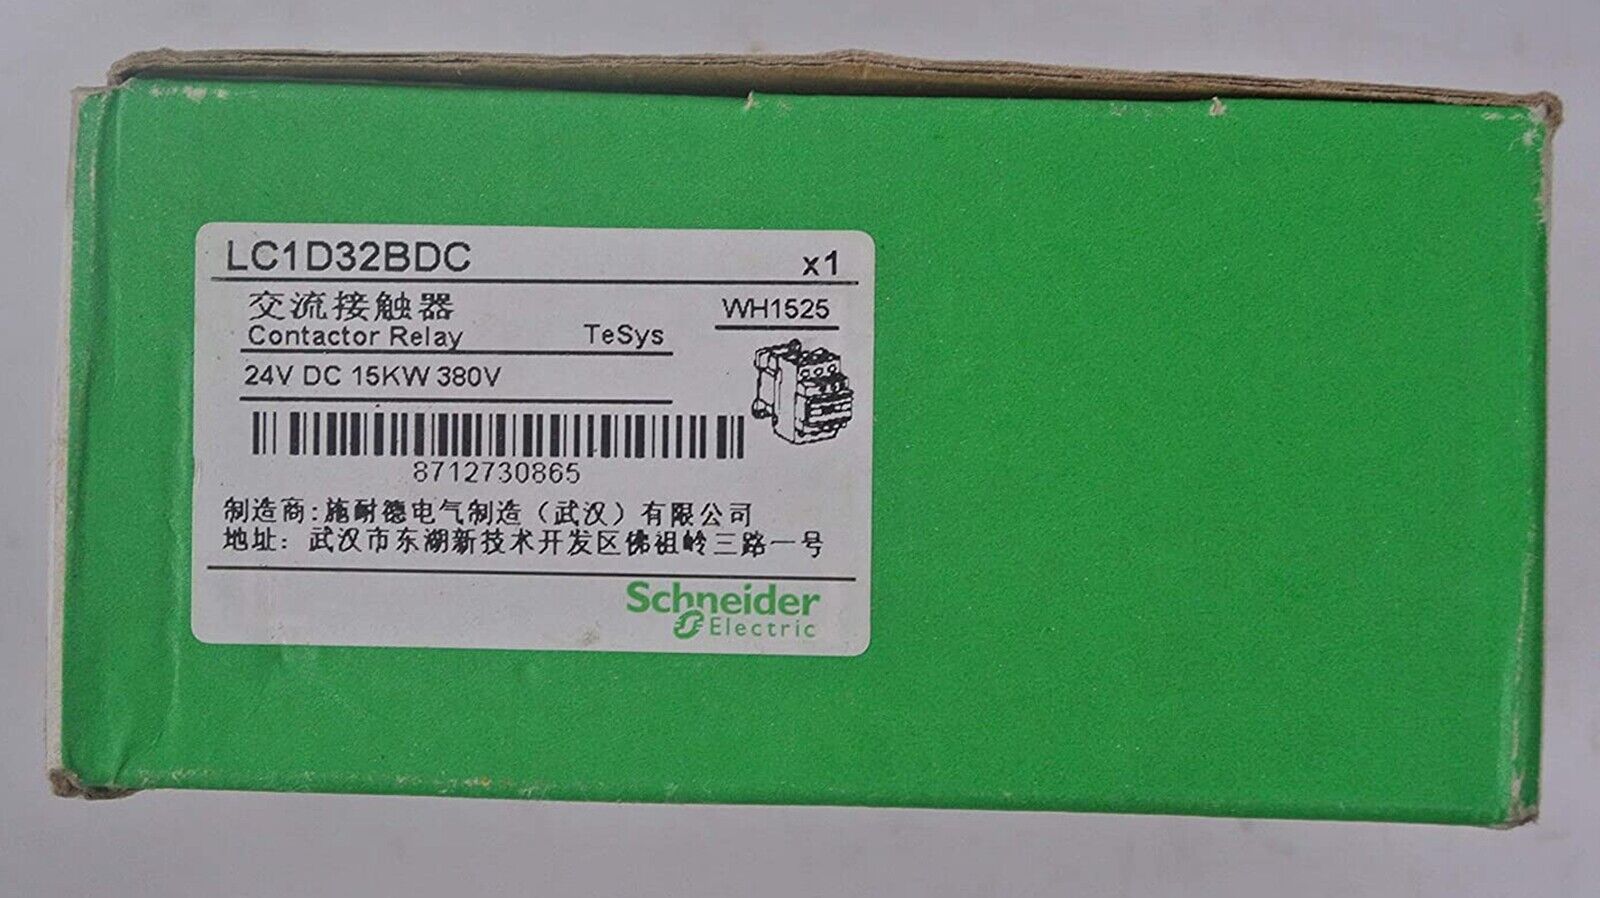 LC1D32BDC x1
交流接触器 WH1525
Contactor Relay TeSys
24V DC 15KW 380V
8712730865
制造商:施耐德电气制造（武汉）有限公司
地址: 武汉市东湖新技术开发区佛祖岭三路一号
Schneider
Electric